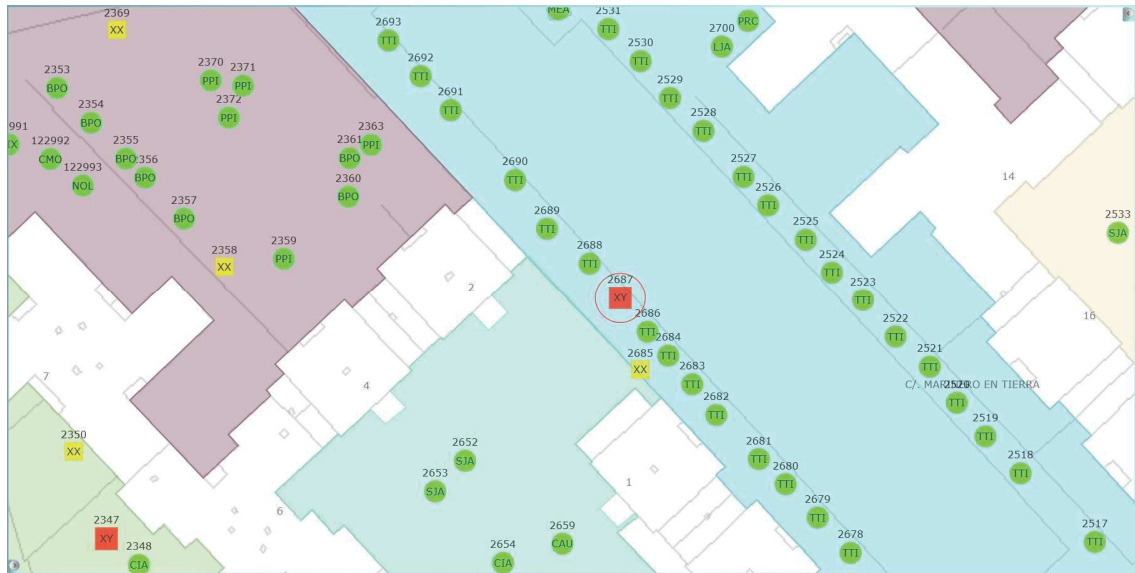 2369
XX
2353
BPO
2354
BPO
2370
PPI
2371
PPI
2372
PPI
2363
PPI
2361
BPO
2360
BPO
122992
CMO
122993
NOL
2355
BPO
BPO
2357
BPO
2358
XX
2359
PPI
2693
TTI
2692
TTI
2691
TTI
2690
TTI
2689
TTI
2688
TTI
2687
XY
2686
TTI
2684
TTI
2685
XX
2683
TTI
2682
TTI
2681
TTI
2680
TTI
2679
TTI
2678
TTI
MEA
2531
TTI
2530
TTI
2529
TTI
2528
TTI
2527
TTI
2526
TTI
2525
TTI
2524
TTI
2523
TTI
2522
TTI
2521
TTI
C/. MARINERO EN TIERRA
2520
TTI
2519
TTI
2518
TTI
2517
TTI
PRC
2700
LJA
14
2533
SJA
16
2
4
7
6
1
2350
XX
2347
XY
2348
CIA
2652
SJA
2653
SJA
2654
CIA
2659
CAU